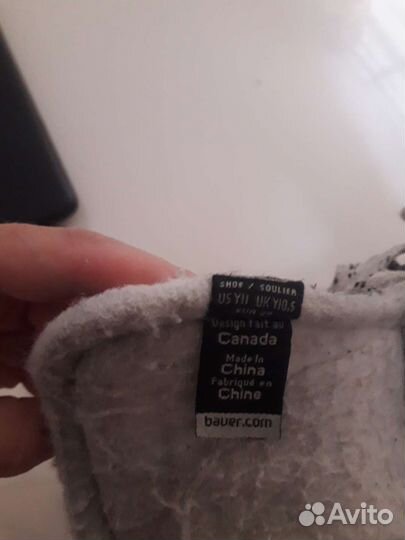 SHOE / SOULIER
US Y11 UK Y10.5
Design fait au
Canada
Made in
China
Fabriqué en
Chine
bauer.com
Avito